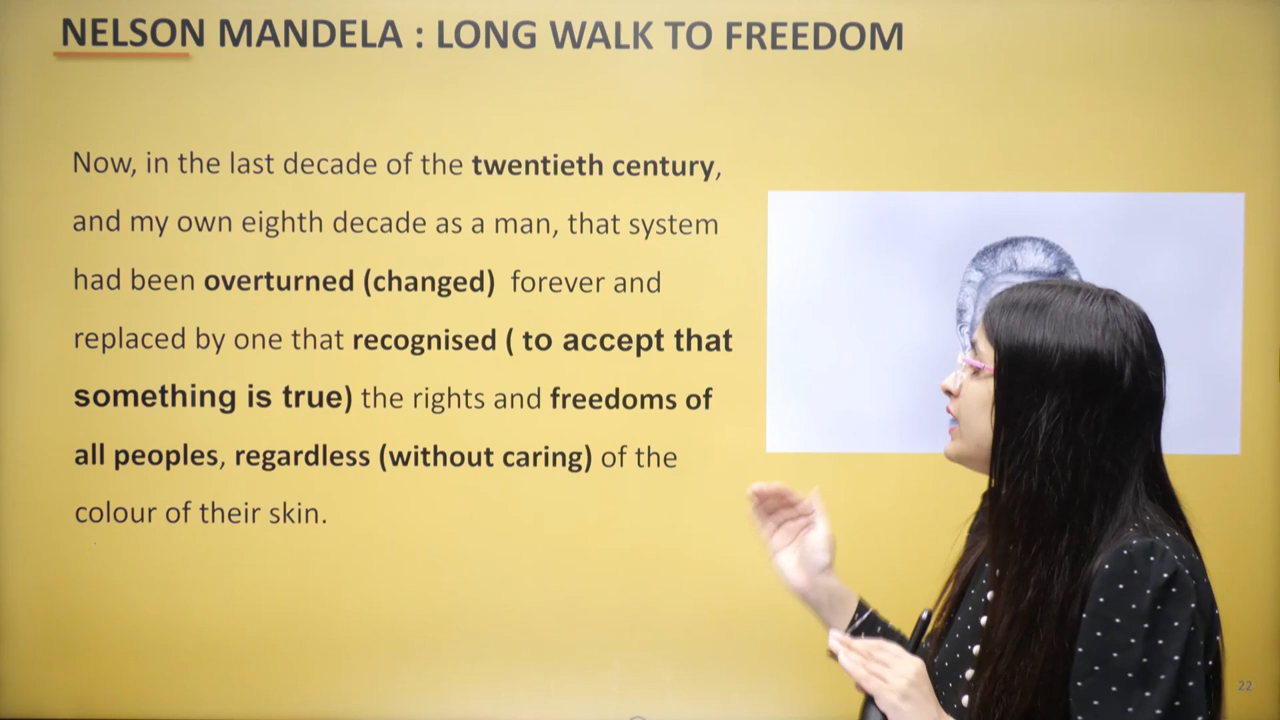 NELSON MANDELA : LONG WALK TO FREEDOM
Now, in the last decade of the twentieth century,
and my own eighth decade as a man, that system
had been overturned (changed) forever and
replaced by one that recognised ( to accept that
something is true) the rights and freedoms of
all peoples, regardless (without caring) of the
colour of their skin.
22